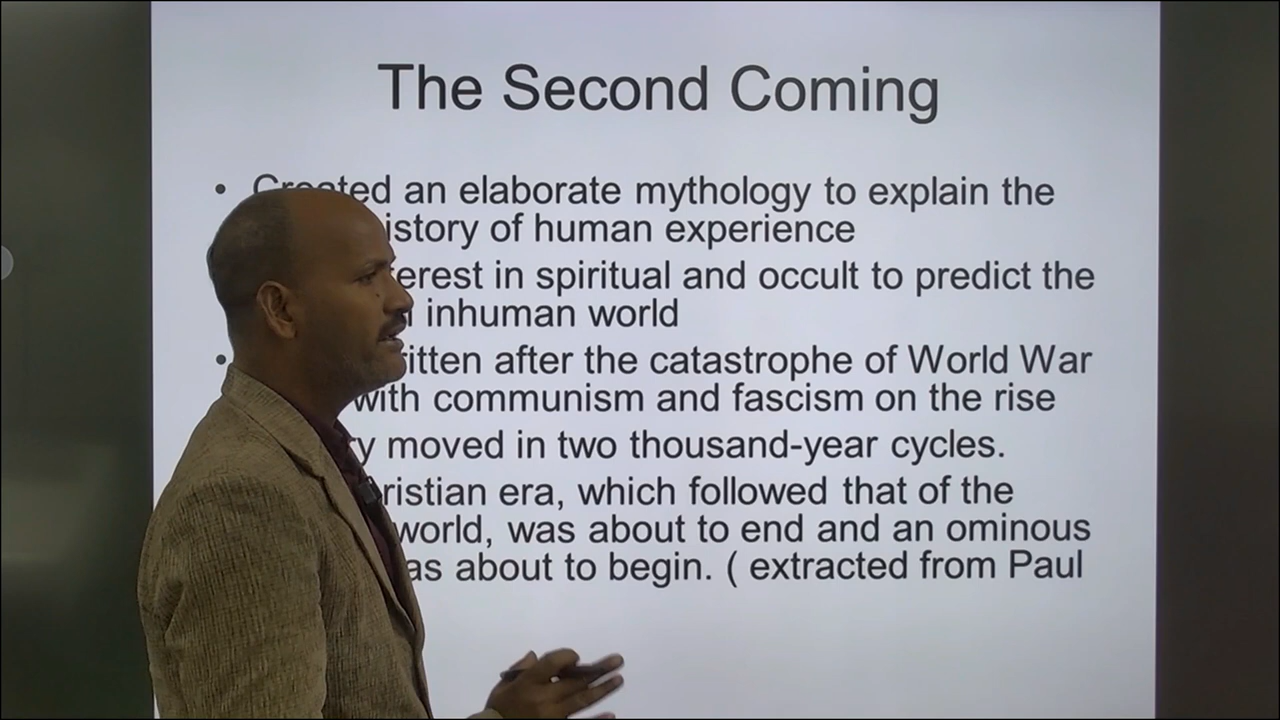 The Second Coming
• Created an elaborate mythology to explain the
istory of human experience
erest in spiritual and occult to predict the
inhuman world
• itten after the catastrophe of World War
with communism and fascism on the rise
y moved in two thousand-year cycles.
ristian era, which followed that of the
world, was about to end and an ominous
as about to begin. ( extracted from Paul